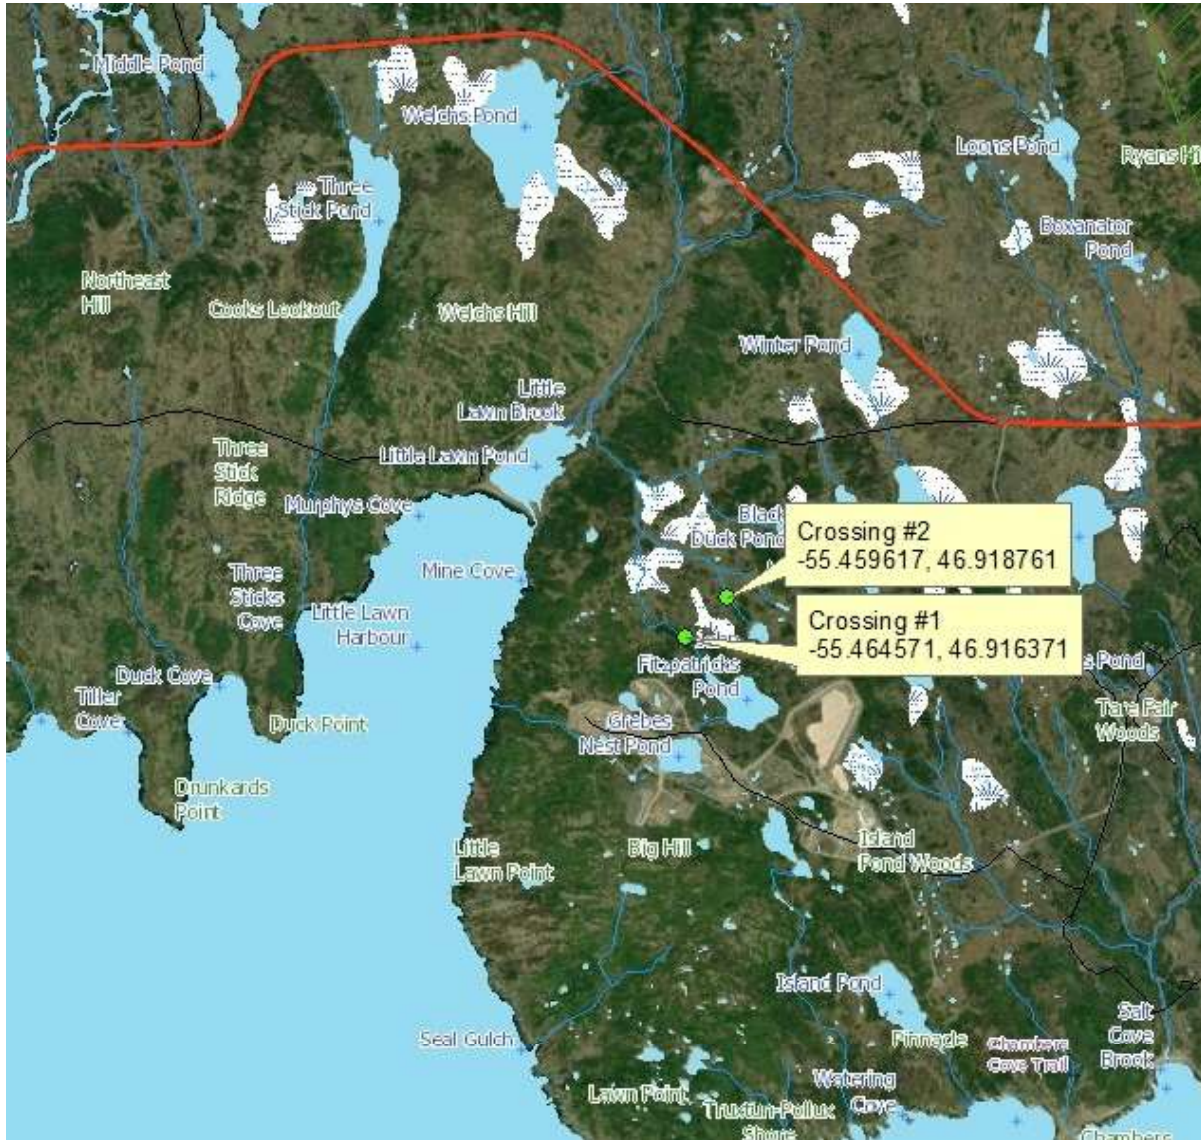 Middle Pond
Welchs Pond
Loons Pond
Ryans Hi
Three
Stick Pond
Boxanator
Pond
Northeast
Hill
Cooks Lookout
Welchs Hill
Winter Pond
Little
Lawn Brook
Three
Stick
Ridge
Little Lawn Pond
Murphys Cove
Black
Duck Pond
Crossing #2
-55.459617, 46.918761
Mine Cove
Three
Sticks
Cove
Little Lawn
Harbour
Crossing #1
-55.464571, 46.916371
Fitzpatricks
Pond
s Pond
Duck Cove
Tiller
Cove
Duck Point
Grebes
Nest Pond
Tare Fair
Woods
Drunkards
Point
Little
Lawn Point
Big Hill
Island
Pond Woods
Island Pond
Seal Gulch
Pinnacle
Chambers
Cove Trail
Salt
Cove
Brook
Lawn Point
Watering
Cove
Truxtun-Pollux
Shore
Chambers